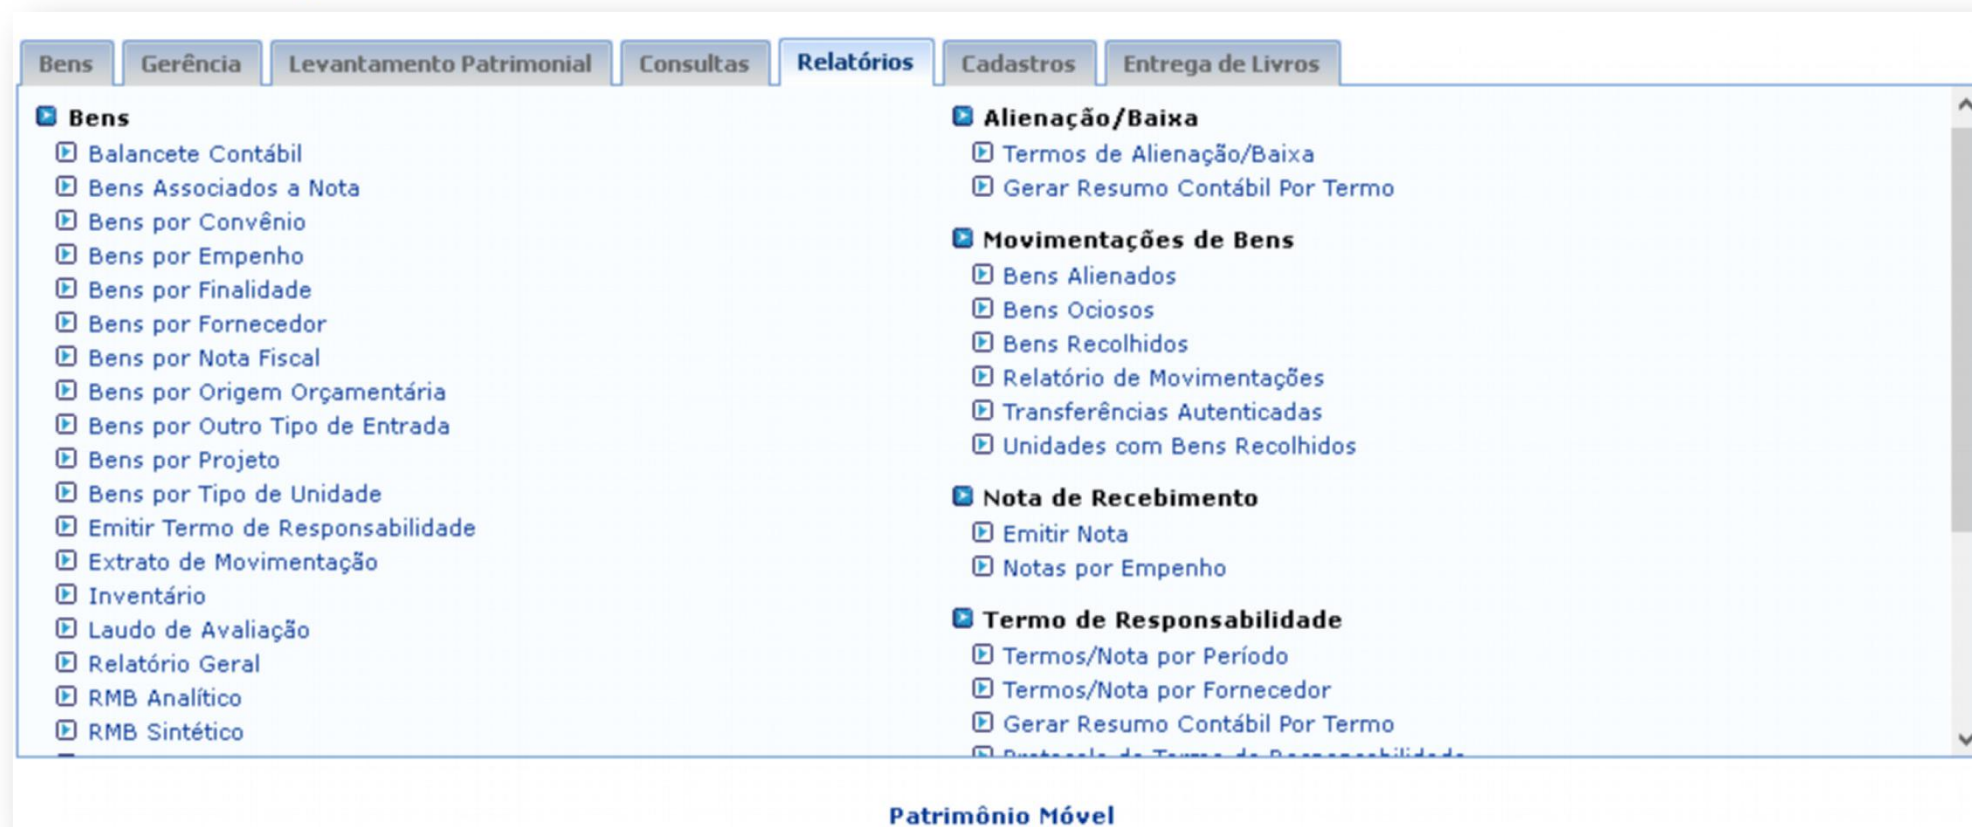 Bens Gerência Levantamento Patrimonial Consultas Relatórios Cadastros Entrega de Livros
Bens
Balancete Contábil
Bens Associados a Nota
Bens por Convênio
Bens por Empenho
Bens por Finalidade
Bens por Fornecedor
Bens por Nota Fiscal
Bens por Origem Orçamentária
Bens por Outro Tipo de Entrada
Bens por Projeto
Bens por Tipo de Unidade
Emitir Termo de Responsabilidade
Extrato de Movimentação
Inventário
Laudo de Avaliação
Relatório Geral
RMB Analítico
RMB Sintético
Alienação/Baixa
Termos de Alienação/Baixa
Gerar Resumo Contábil Por Termo
Movimentações de Bens
Bens Alienados
Bens Ociosos
Bens Recolhidos
Relatório de Movimentações
Transferências Autenticadas
Unidades com Bens Recolhidos
Nota de Recebimento
Emitir Nota
Notas por Empenho
Termo de Responsabilidade
Termos/Nota por Período
Termos/Nota por Fornecedor
Gerar Resumo Contábil Por Termo
Protocolo de Termo de Responsabilidade
Patrimônio Móvel